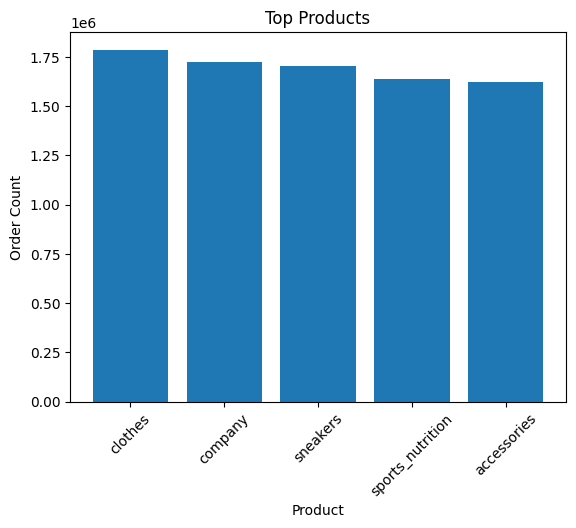 Top Products
1e6
1.75
1.50
1.25
1.00
0.75
0.50
0.25
0.00
Order Count
clothes
company
sneakers
sports_nutrition
accessories
Product